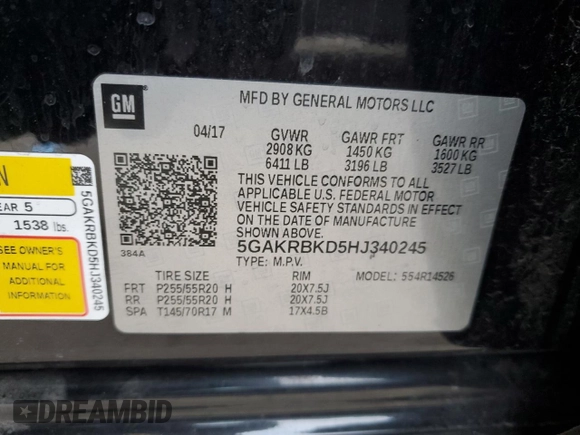 GM
MFD BY GENERAL MOTORS LLC
04/17 GVWR GAWR FRT GAWR RR
2908 KG 1450 KG 1600 KG
6411 LB 3196 LB 3527 LB
THIS VEHICLE CONFORMS TO ALL
APPLICABLE U.S. FEDERAL MOTOR
VEHICLE SAFETY STANDARDS IN EFFECT
ON THE DATE OF MANUFACTURE
SHOWN ABOVE.
384A
5GAKRBKD5HJ340245
TYPE: M.P.V. MODEL: 554R14526
TIRE SIZE RIM
FRT P255/55R20 H 20X7.5J
RR P255/55R20 H 20X7.5J
SPA T145/70R17 M 17X4.5B
EAR 5
1538 lbs.
SEE OWNER'S
MANUAL FOR
ADDITIONAL
INFORMATION
5GAKRBKD5HJ340245
DREAMBID